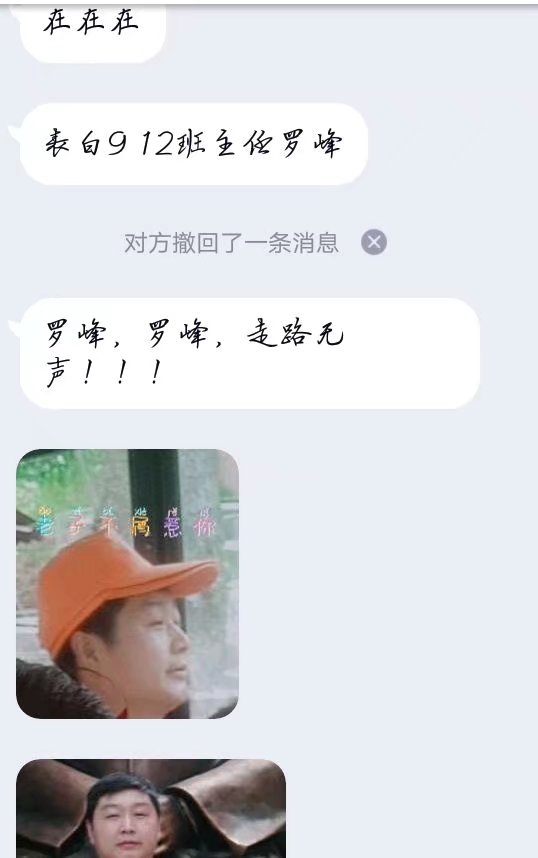 在在在
表白9 12班主任罗峰
对方撤回了一条消息
罗峰，罗峰，走路无
声！！！
老子不屑惹你